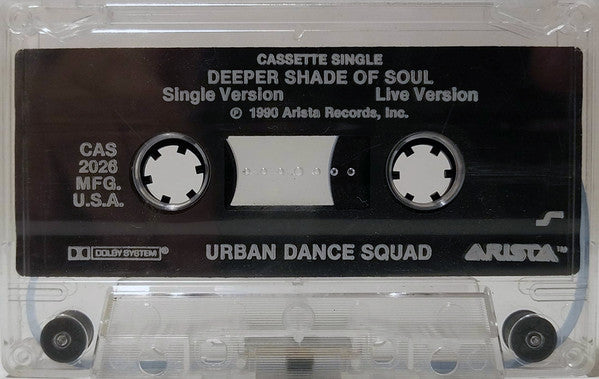 CASSETTE SINGLE
DEEPER SHADE OF SOUL
Single Version Live Version
℗ 1990 Arista Records, Inc.
CAS
2026
MFG.
U.S.A.
DOLBY SYSTEM®
URBAN DANCE SQUAD
ARISTA™